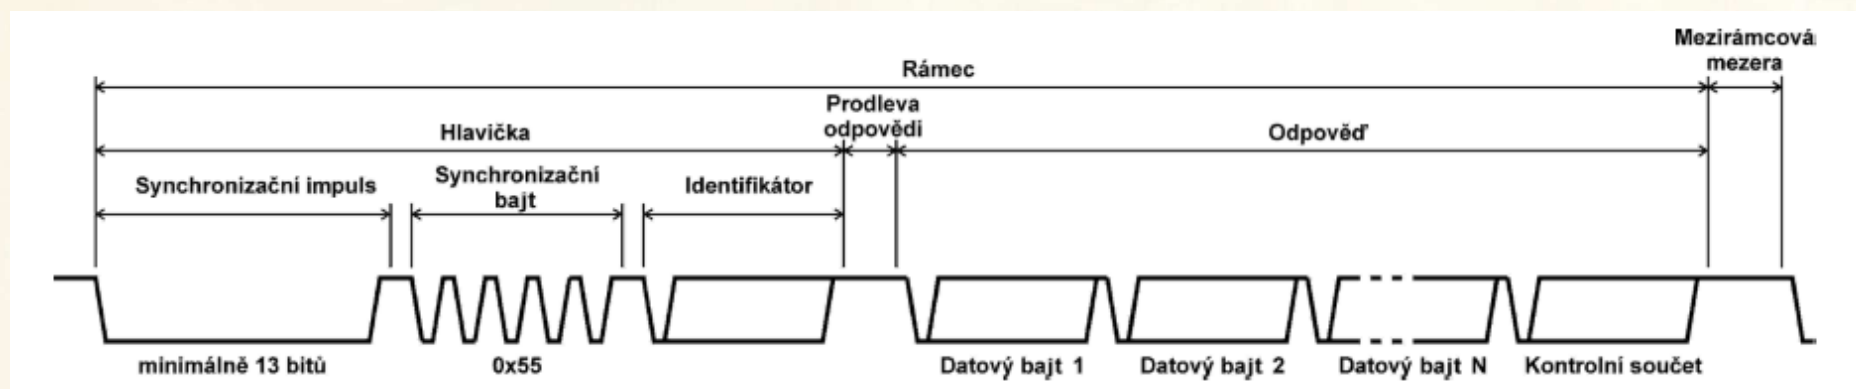 Mezirámcová
mezera
Rámec
Prodleva
odpovědi
Hlavička
Odpověď
Synchronizační impuls
Synchronizační
bajt
Identifikátor
minimálně 13 bitů
0x55
Datový bajt 1
Datový bajt 2
Datový bajt N
Kontrolní součet